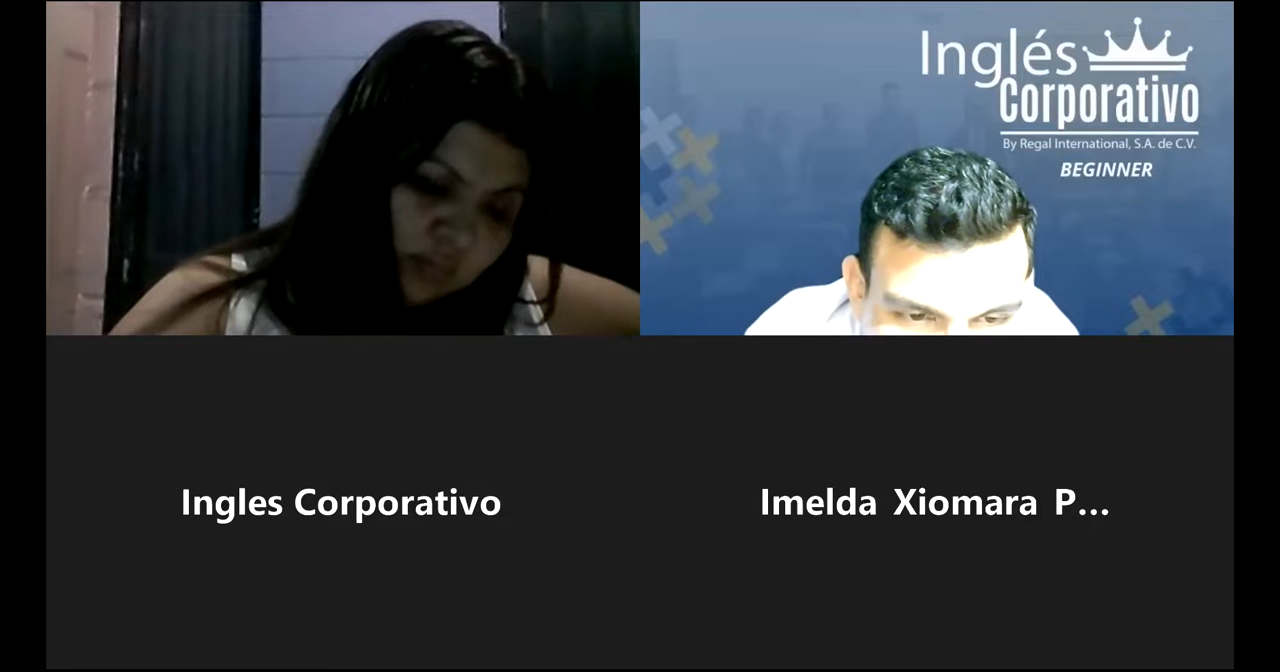 Inglés
Corporativo
By Regal International, S.A. de C.V.
BEGINNER
Ingles Corporativo
Imelda Xiomara P...